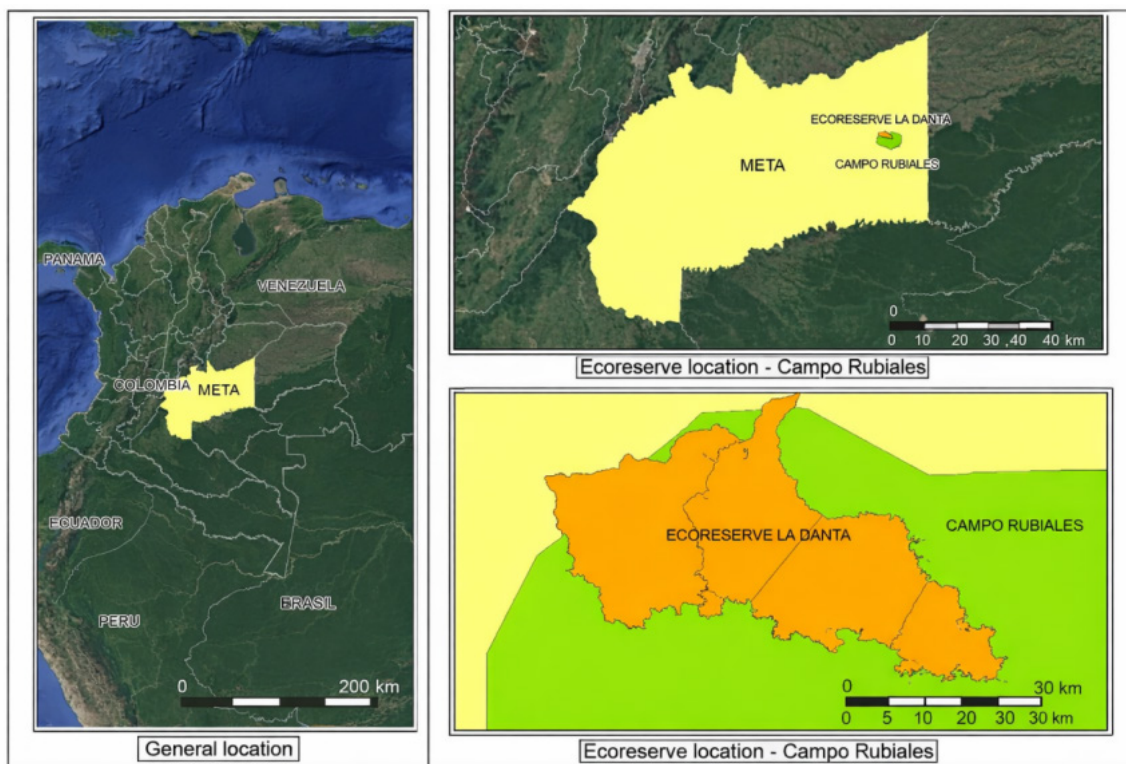 PANAMA
VENEZUELA
COLOMBIA
META
ECUADOR
PERU
BRASIL
0 200 km
General location
ECORESERVE LA DANTA
META
CAMPO RUBIALES
0
10 20 30 ,40 40 km
Ecoreserve location - Campo Rubiales
ECORESERVE LA DANTA
CAMPO RUBIALES
0 30 km
0 5 10 20 30 30 km
Ecoreserve location - Campo Rubiales